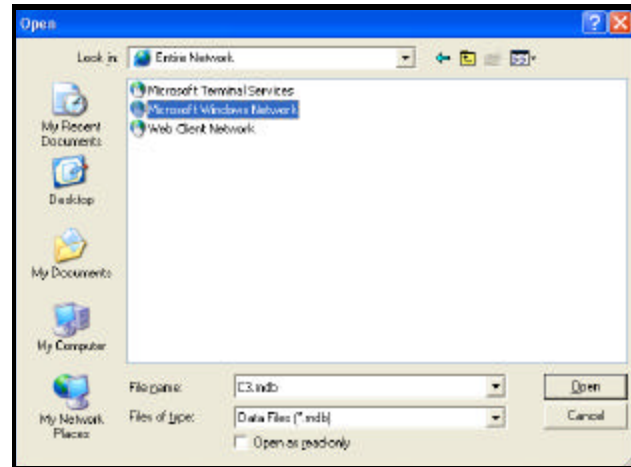 Open
Look in:
Entire Network
Microsoft Terminal Services
Microsoft Windows Network
Web Client Network
My Recent
Documents
Desktop
My Documents
My Computer
My Network
Places
File name:
C3.mdb
Open
Files of type:
Data Files (*.mdb)
Cancel
Open as read-only